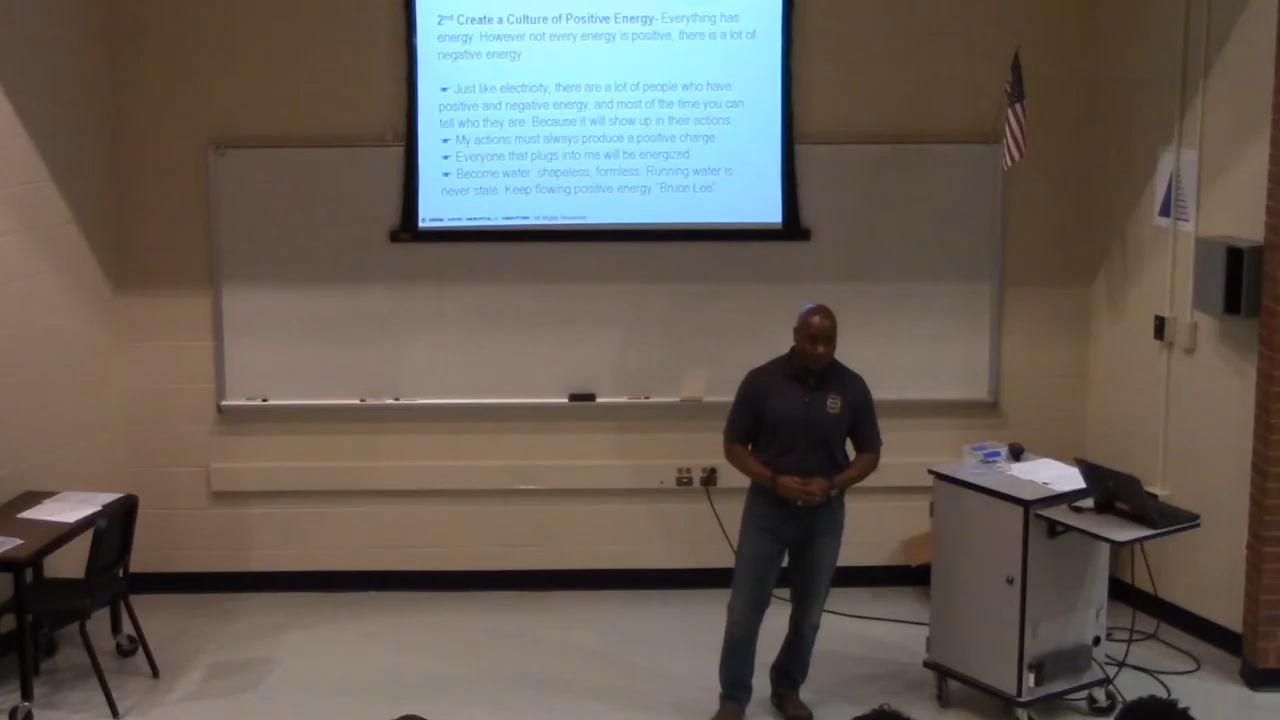 2nd Create a Culture of Positive Energy- Everything has
energy. However not every energy is positive, there is a lot of
negative energy
☛ Just like electricity, there are a lot of people who have
positive and negative energy, and most of the time you can
tell who they are. Because it will show up in their actions.
☛ My actions must always produce a positive charge
☛ Everyone that plugs into me will be energized
☛ Become water: shapeless, formless. Running water is
never stale. Keep flowing positive energy "Bruce Lee"
All Rights Reserved